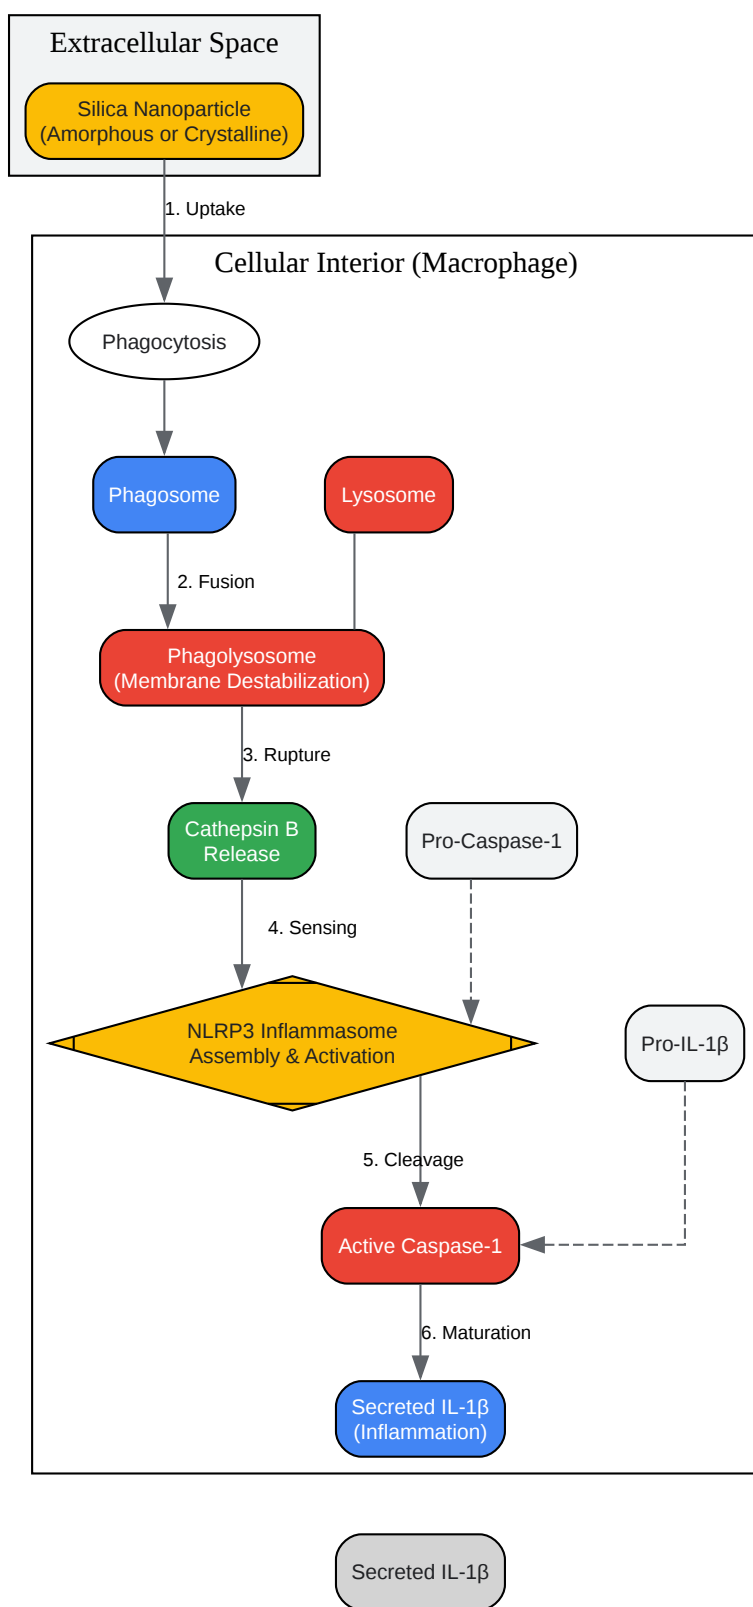 Extracellular Space
Silica Nanoparticle
(Amorphous or Crystalline)
1. Uptake
Cellular Interior (Macrophage)
Phagocytosis
Phagosome
Lysosome
2. Fusion
Phagolysosome
(Membrane Destabilization)
3. Rupture
Cathepsin B
Release
Pro-Caspase-1
4. Sensing
NLRP3 Inflammasome
Assembly & Activation
Pro-IL-1β
5. Cleavage
Active Caspase-1
6. Maturation
Secreted IL-1β
(Inflammation)
Secreted IL-1β